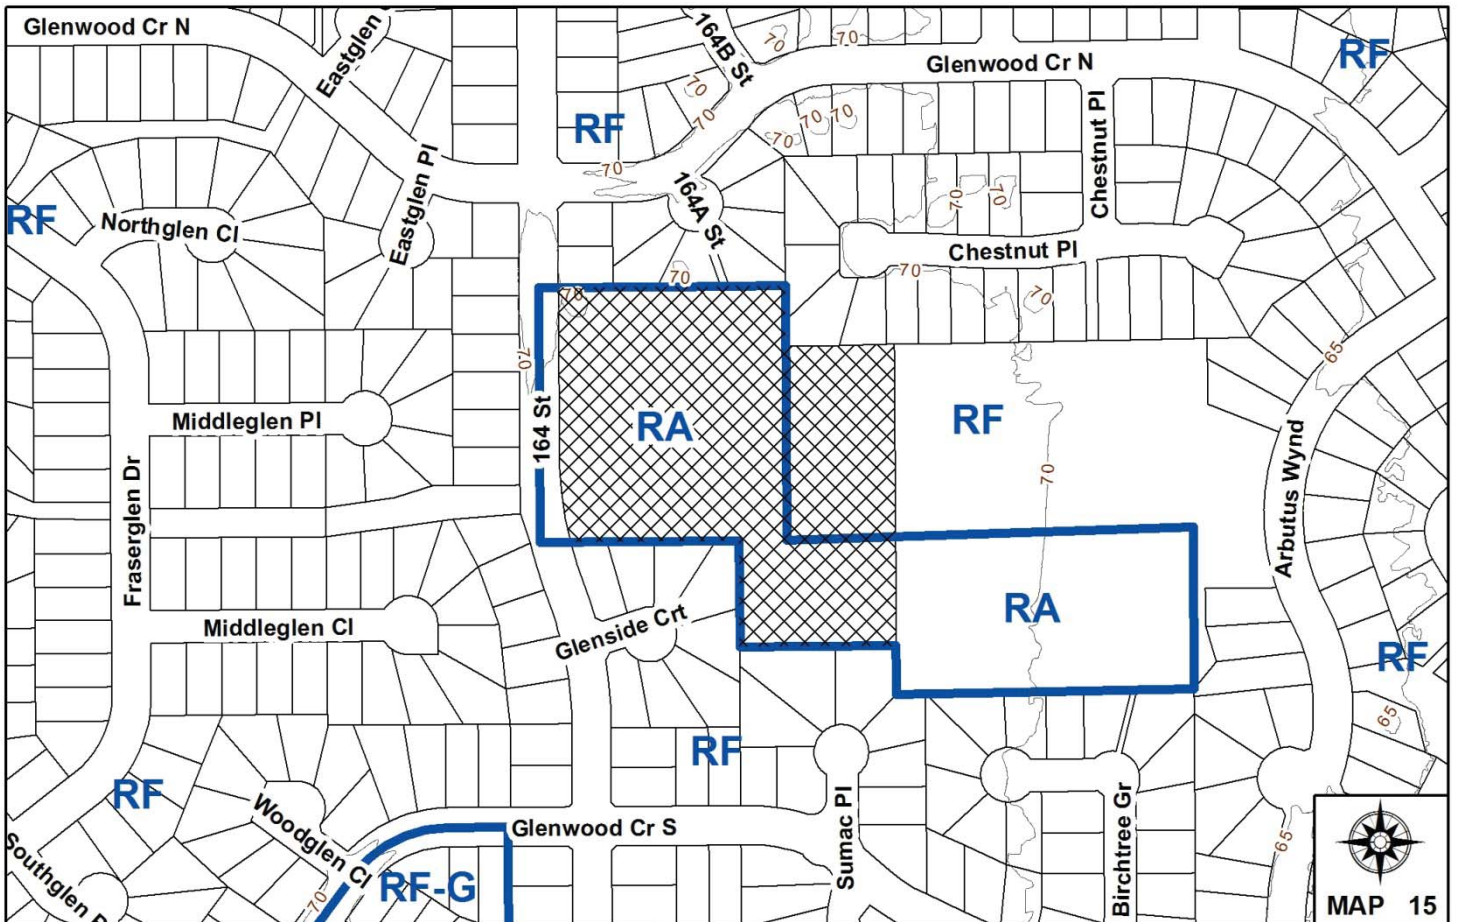 Glenwood Cr N
Eastglen
164B St
70
70
Glenwood Cr N
RF
RF
70
70
70
70
70
Chestnut Pl
70
Eastglen Pl
164A St
70
70
RF
Northglen Cl
Chestnut Pl
70
70
70
70
70
65
164 St
RA
RF
Middleglen Pl
70
Arbutus Wynd
Fraserglen Dr
RA
Middleglen Cl
Glenside Crt
RF
65
RF
RF
Woodglen Cl
Glenwood Cr S
Sumac Pl
Birchtree Gr
65
Southglen
70
RF-G
MAP 15